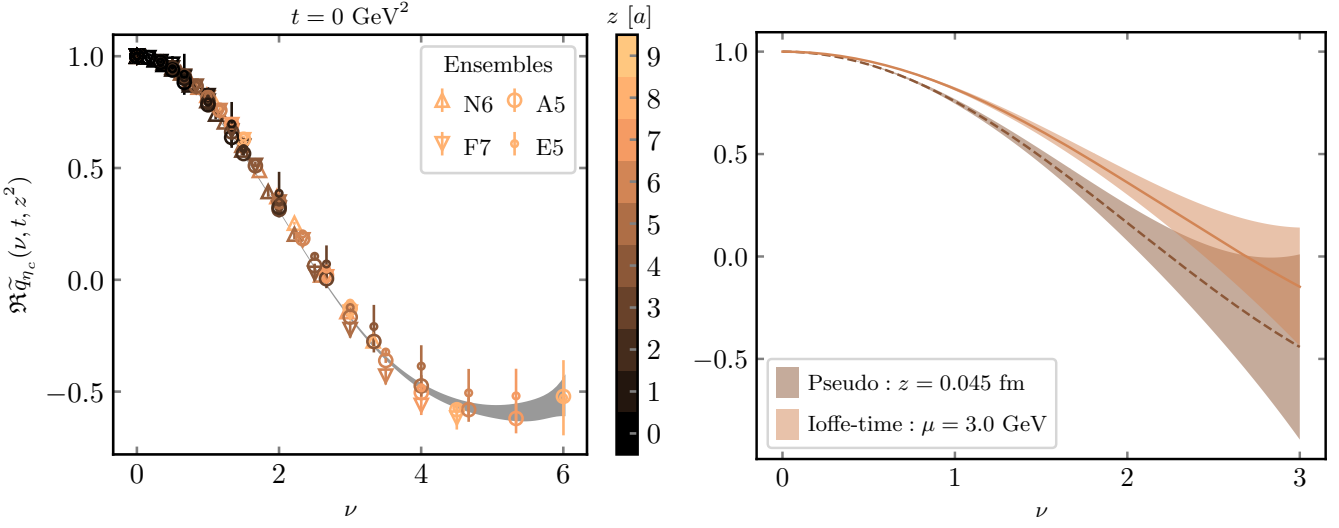 t = 0 GeV²
z [a]
1.0
0.5
0.0
−0.5
ℜq̃_{η_c}(ν, t, z²)
0 2 4 6
ν
Ensembles
N6 A5
F7 E5
9
8
7
6
5
4
3
2
1
0
1.0
0.5
0.0
−0.5
0 1 2 3
ν
Pseudo : z = 0.045 fm
Ioffe-time : μ = 3.0 GeV